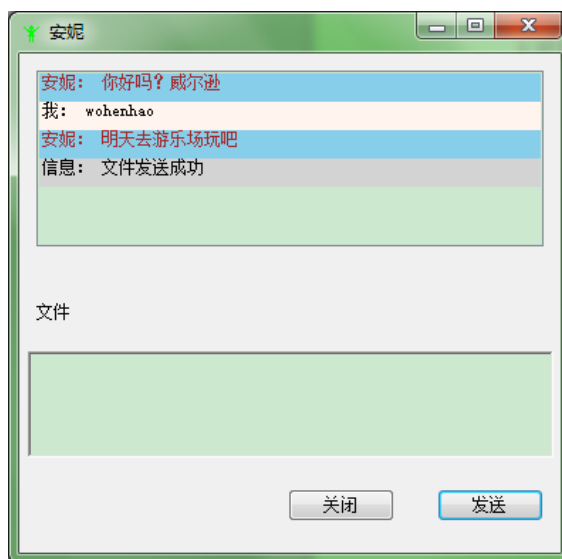 安妮
安妮： 你好吗？威尔逊
我： wohenhao
安妮： 明天去游乐场玩吧
信息： 文件发送成功
文件
关闭
发送